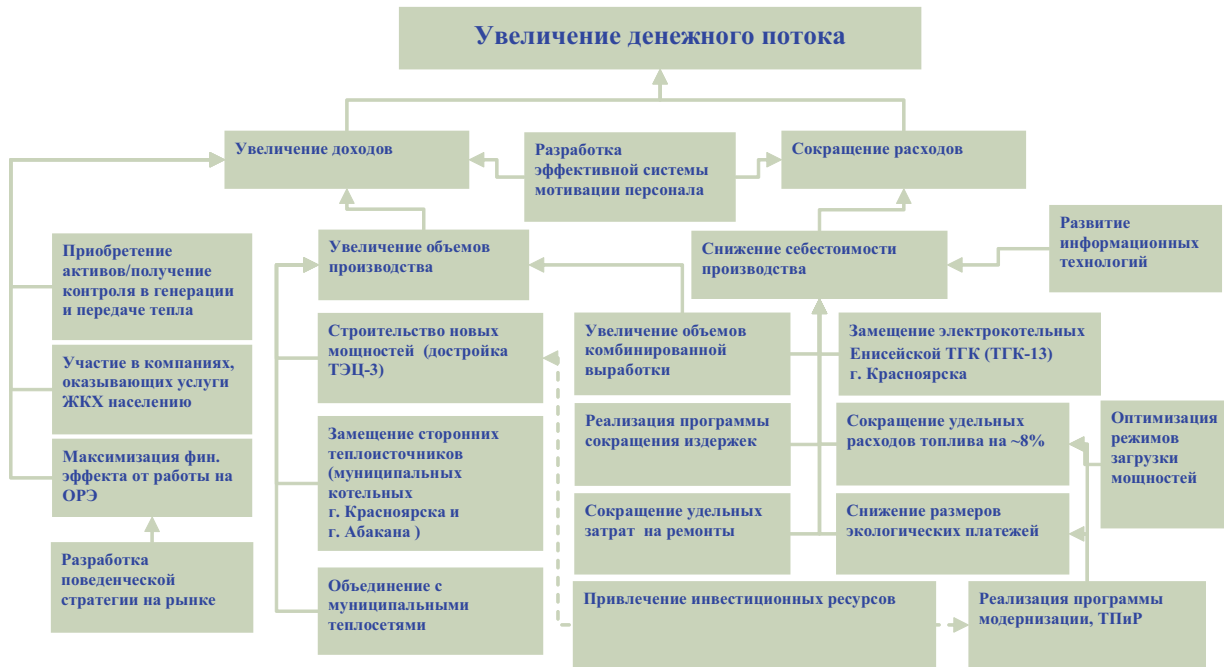 Увеличение денежного потока
Увеличение доходов
Разработка
эффективной системы
мотивации персонала
Сокращение расходов
Приобретение
активов/получение
контроля в генерации
и передаче тепла
Увеличение объемов
производства
Снижение себестоимости
производства
Развитие
информационных
технологий
Участие в компаниях,
оказывающих услуги
ЖКХ населению
Строительство новых
мощностей (достройка
ТЭЦ-3)
Увеличение объемов
комбинированной
выработки
Замещение электрокотельных
Енисейской ТГК (ТГК-13)
г. Красноярска
Максимизация фин.
эффекта от работы на
ОРЭ
Замещение сторонних
теплоисточников
(муниципальных
котельных
г. Красноярска и
г. Абакана )
Реализация программы
сокращения издержек
Сокращение удельных
расходов топлива на ~8%
Оптимизация
режимов
загрузки
мощностей
Сокращение удельных
затрат на ремонты
Снижение размеров
экологических платежей
Разработка
поведенческой
стратегии на рынке
Объединение с
муниципальными
теплосетями
Привлечение инвестиционных ресурсов
Реализация программы
модернизации, ТПиР